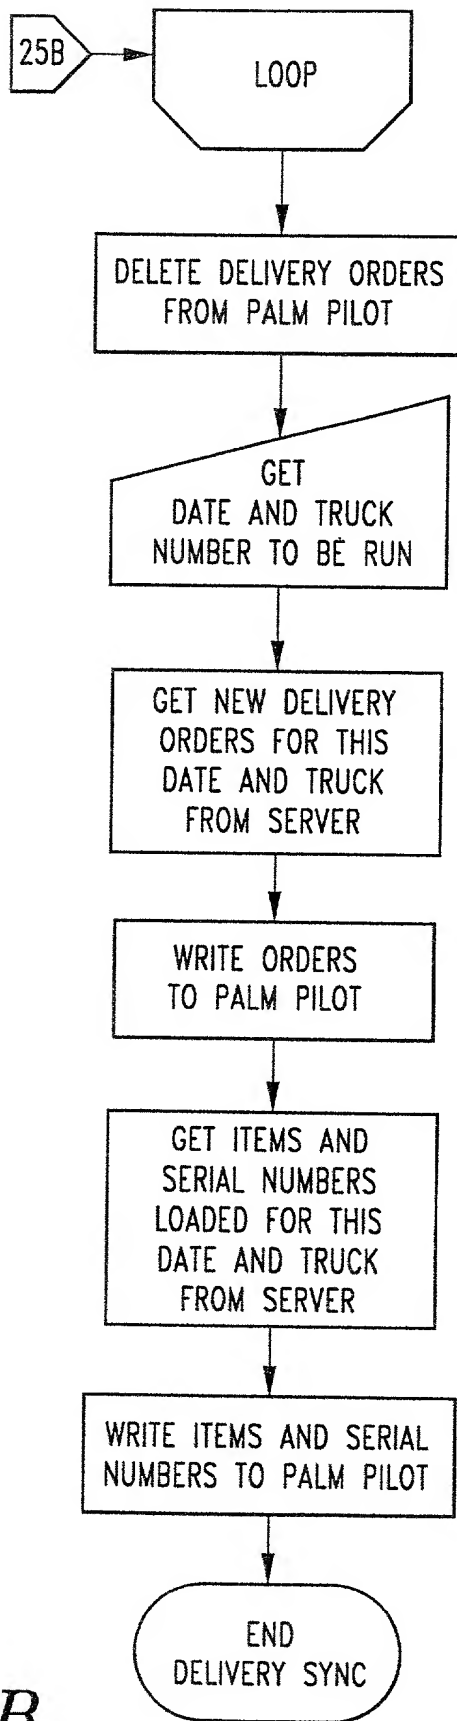 25B
LOOP
DELETE DELIVERY ORDERS
FROM PALM PILOT
GET
DATE AND TRUCK
NUMBER TO BE RUN
GET NEW DELIVERY
ORDERS FOR THIS
DATE AND TRUCK
FROM SERVER
WRITE ORDERS
TO PALM PILOT
GET ITEMS AND
SERIAL NUMBERS
LOADED FOR THIS
DATE AND TRUCK
FROM SERVER
WRITE ITEMS AND SERIAL
NUMBERS TO PALM PILOT
END
DELIVERY SYNC